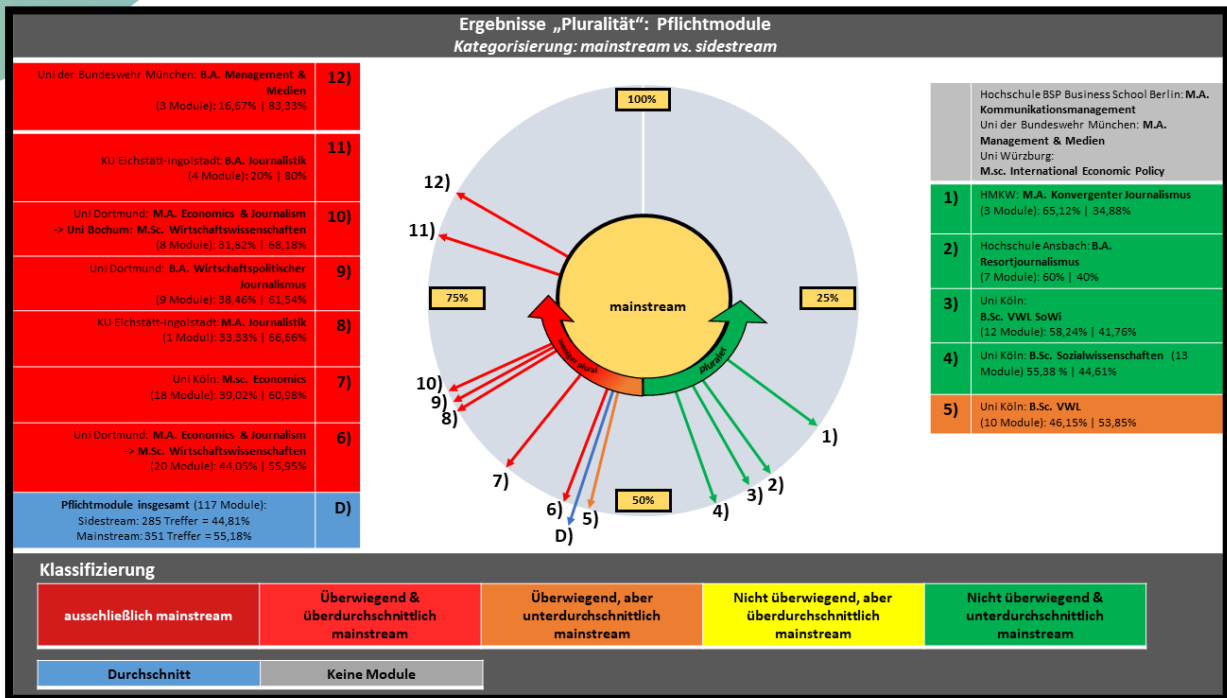 Ergebnisse „Pluralität“: Pflichtmodule
Kategorisierung: mainstream vs. sidestream
Uni der Bundeswehr München: B.A. Management &
Medien
(3 Module): 16,67% | 83,33%
12)
KU Eichstätt-Ingolstadt: B.A. Journalistik
(4 Module): 20% | 80%
11)
Uni Dortmund: M.A. Economics & Journalism
-> Uni Bochum: M.Sc. Wirtschaftswissenschaften
(8 Module): 31,82% | 68,18%
10)
Uni Dortmund: B.A. Wirtschaftspolitischer
Journalismus
(9 Module): 38,46% | 61,54%
9)
KU Eichstätt-Ingolstadt: M.A. Journalistik
(1 Modul): 33,33% | 66,66%
8)
Uni Köln: M.sc. Economics
(18 Module): 39,02% | 60,98%
7)
Uni Dortmund: M.A. Economics & Journalism
-> M.Sc. Wirtschaftswissenschaften
(20 Module): 44,05% | 55,95%
6)
Pflichtmodule insgesamt (117 Module):
Sidestream: 285 Treffer = 44,81%
Mainstream: 351 Treffer = 55,18%
D)
100%
75%
25%
50%
mainstream
weniger plural
pluraler
12)
11)
10)
9)
8)
7)
6)
D)
5)
4)
3)
2)
1)
Hochschule BSP Business School Berlin: M.A.
Kommunikationsmanagement
Uni der Bundeswehr München: M.A.
Management & Medien
Uni Würzburg:
M.sc. International Economic Policy
1)
HMKW: M.A. Konvergenter Journalismus
(3 Module): 65,12% | 34,88%
2)
Hochschule Ansbach: B.A.
Resortjournalismus
(7 Module): 60% | 40%
3)
Uni Köln:
B.Sc. VWL SoWi
(12 Module): 58,24% | 41,76%
4)
Uni Köln: B.Sc. Sozialwissenschaften (13
Module) 55,38 % | 44,61%
5)
Uni Köln: B.Sc. VWL
(10 Module): 46,15% | 53,85%
Klassifizierung
ausschließlich mainstream
Überwiegend &
überdurchschnittlich
mainstream
Überwiegend, aber
unterdurchschnittlich
mainstream
Nicht überwiegend, aber
überdurchschnittlich
mainstream
Nicht überwiegend &
unterdurchschnittlich
mainstream
Durchschnitt
Keine Module